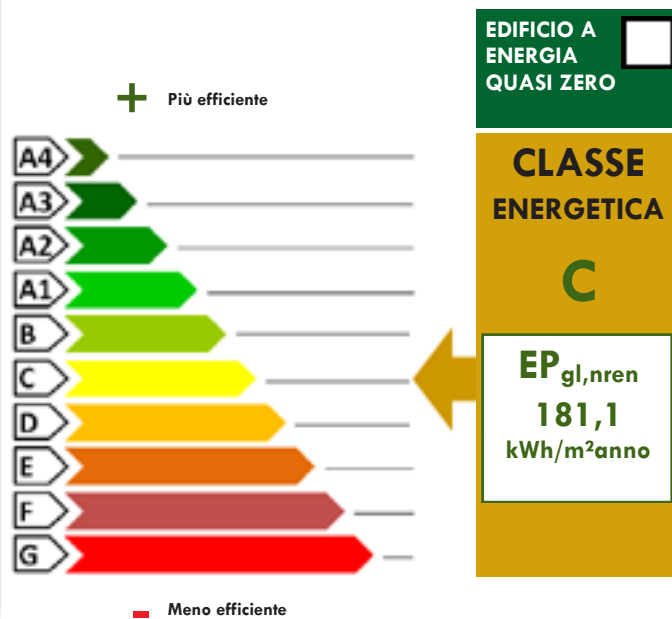 EDIFICIO A
ENERGIA
QUASI ZERO
+ Più efficiente
A4
A3
A2
A1
B
C
D
E
F
G
- Meno efficiente
CLASSE
ENERGETICA
C
EPgl,nren
181,1
kWh/m²anno